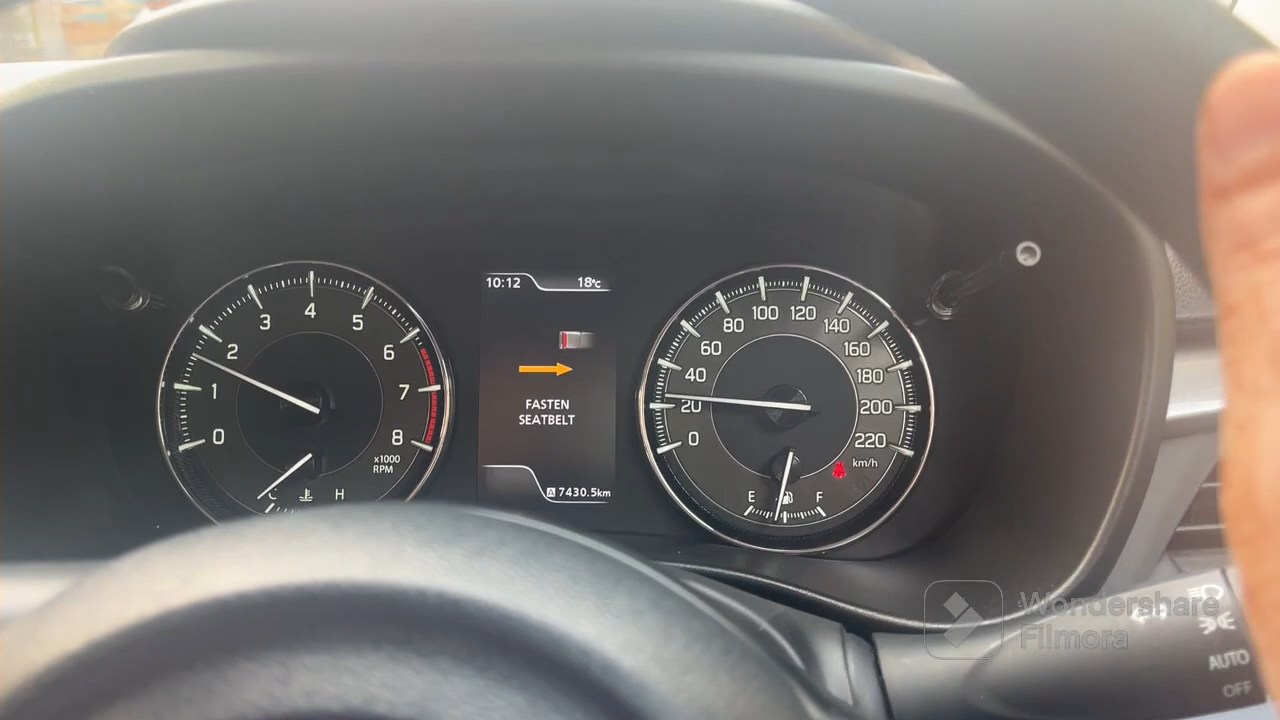 0
1
2
3
4
5
6
7
8
x1000
RPM
C
H
10:12
18°C
FASTEN
SEATBELT
A 7430.5km
0
20
40
60
80
100
120
140
160
180
200
220
km/h
E
F
Wondershare
Filmora
AUTO
OFF